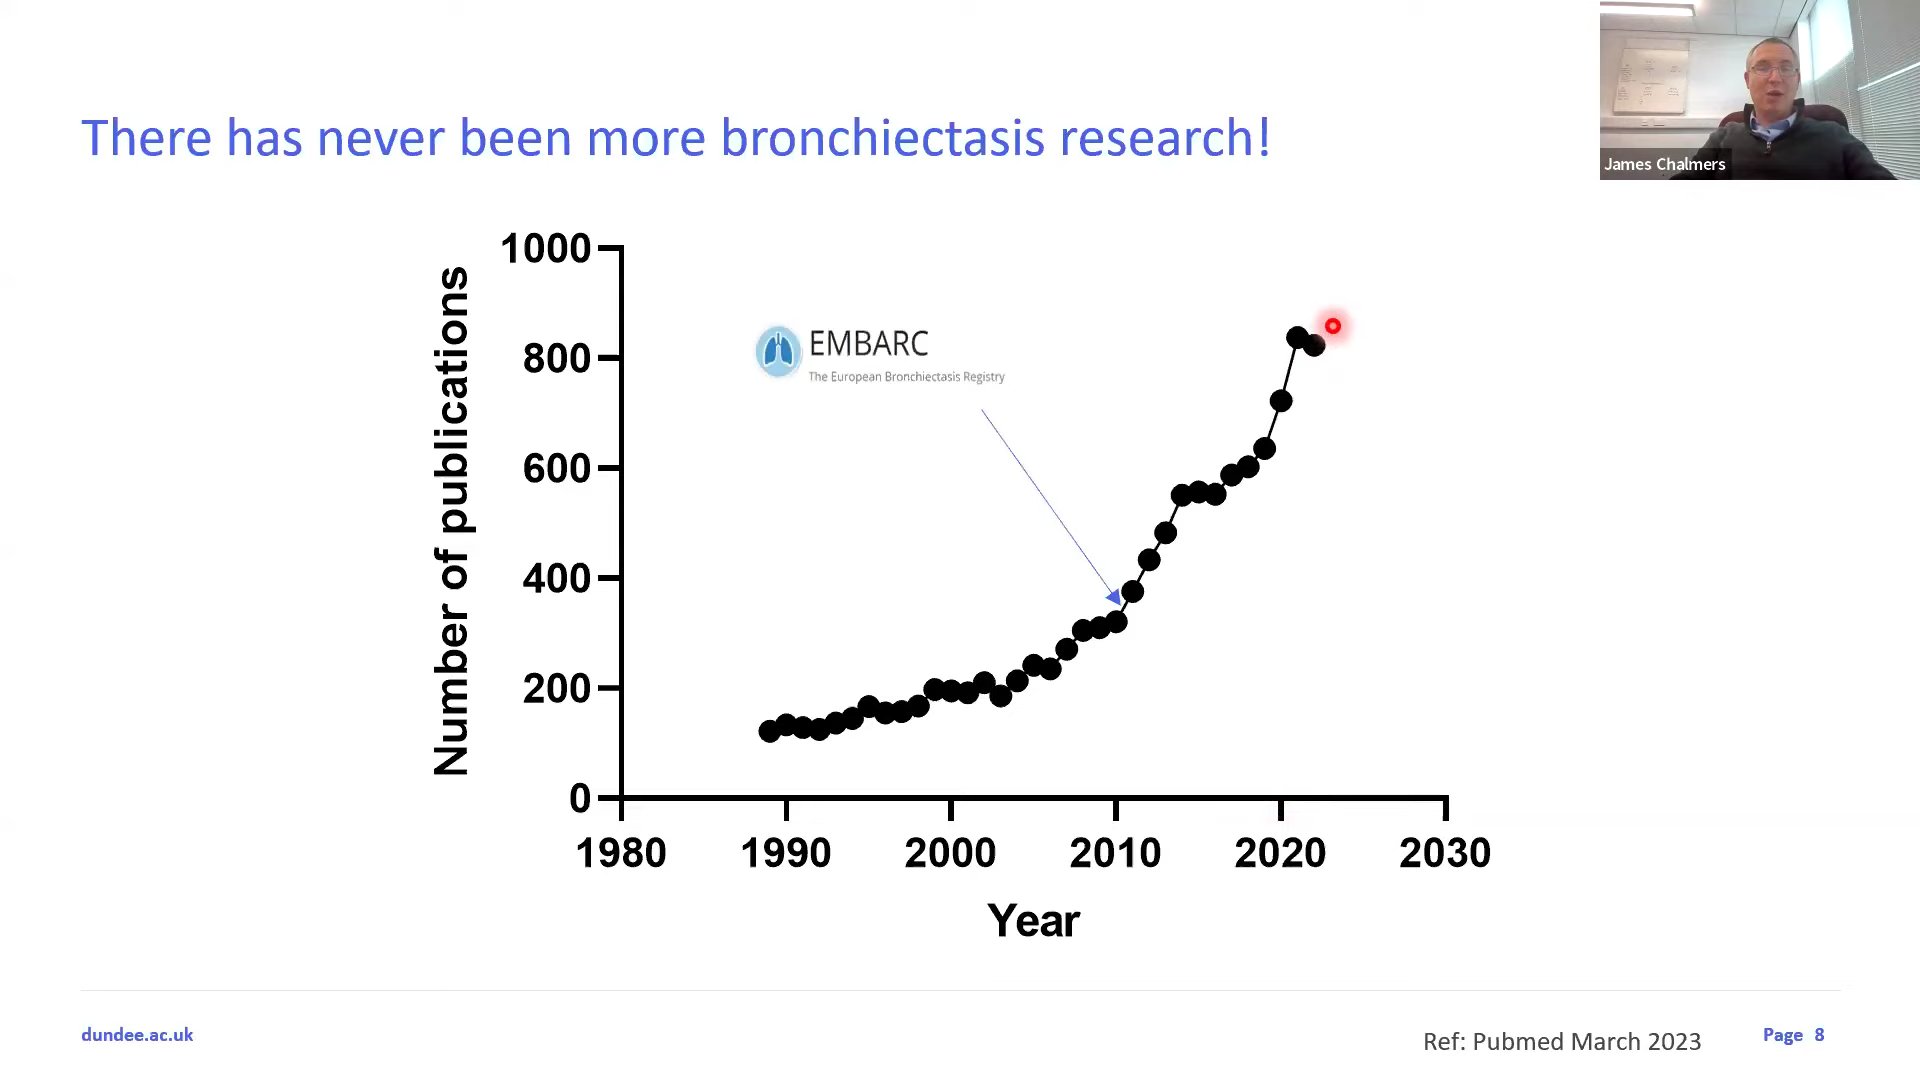 There has never been more bronchiectasis research!
James Chalmers
Number of publications
1000
800
600
400
200
0
EMBARC
The European Bronchiectasis Registry
1980 1990 2000 2010 2020 2030
Year
dundee.ac.uk
Ref: Pubmed March 2023
Page 8